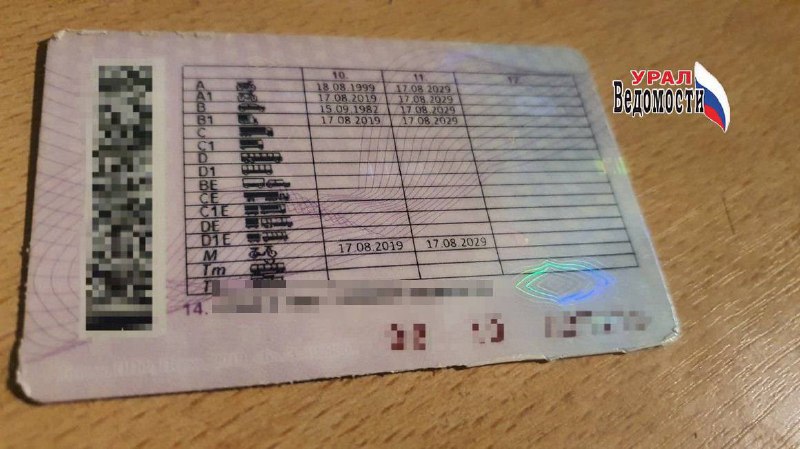 УРАЛ
Ведомости
10. 11. 12.
A 18.08.1999 17.08.2029
A1 17.08.2019 17.08.2029
B 15.09.1982 17.08.2029
B1 17.08.2019 17.08.2029
C
C1
D
D1
BE
CE
C1E
DE
D1E
M 17.08.2019 17.08.2029
Tm
14.